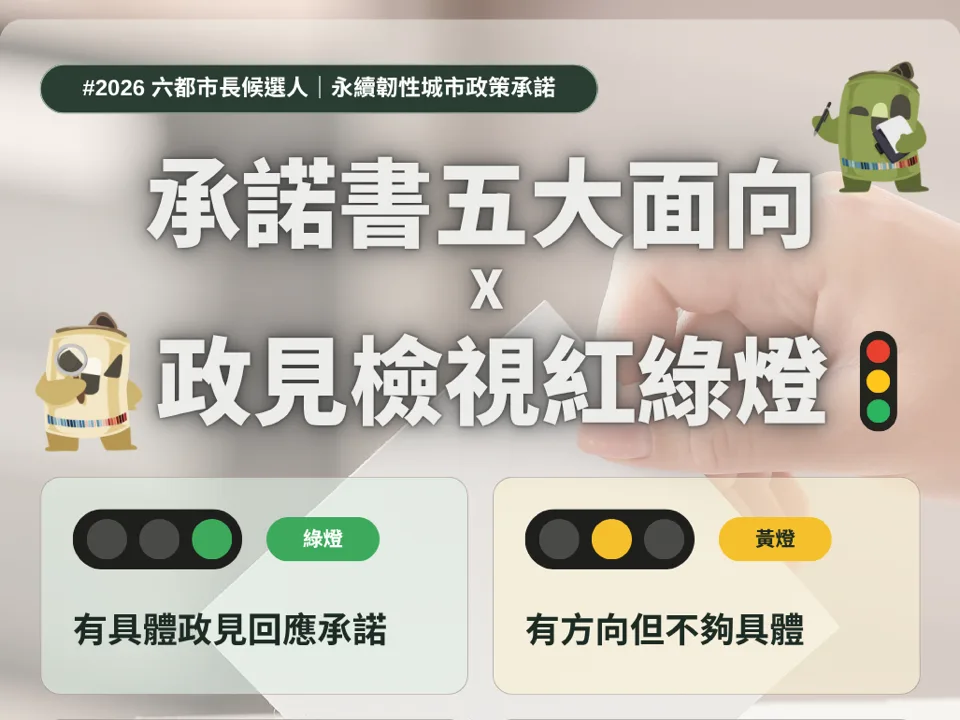 #2026 六都市長候選人｜永續韌性城市政策承諾
承諾書五大面向
X
政見檢視紅綠燈
綠燈
有具體政見回應承諾
黃燈
有方向但不夠具體